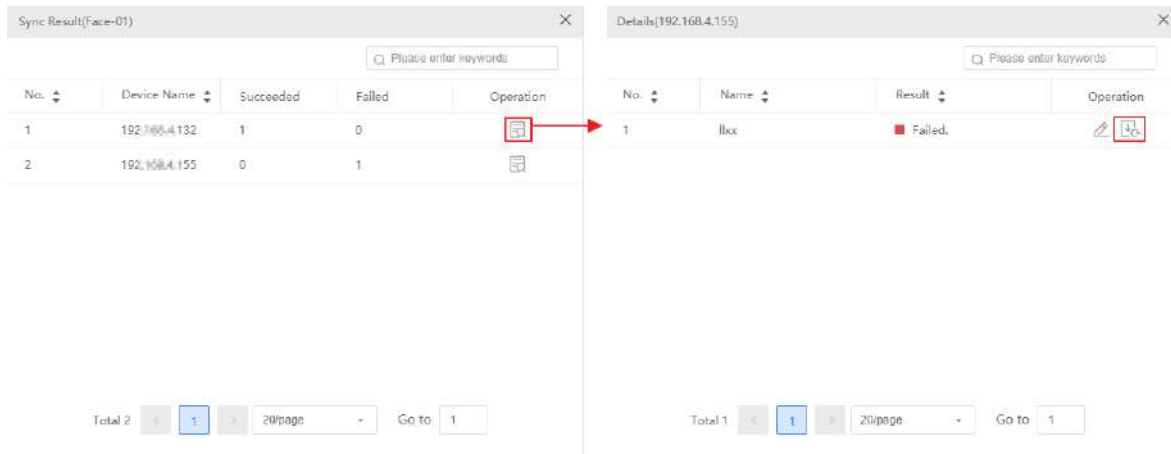 Sync Result(Face-01)
Please enter keywords
No. Device Name Succeeded Failed Operation
1 192.168.4.132 1 0
2 192.168.4.155 0 1
Total 2 < 1 > 20/page Go to 1
Details(192.168.4.155)
Please enter keywords
No. Name Result Operation
1 llxx Failed.
Total 1 < 1 > 20/page Go to 1